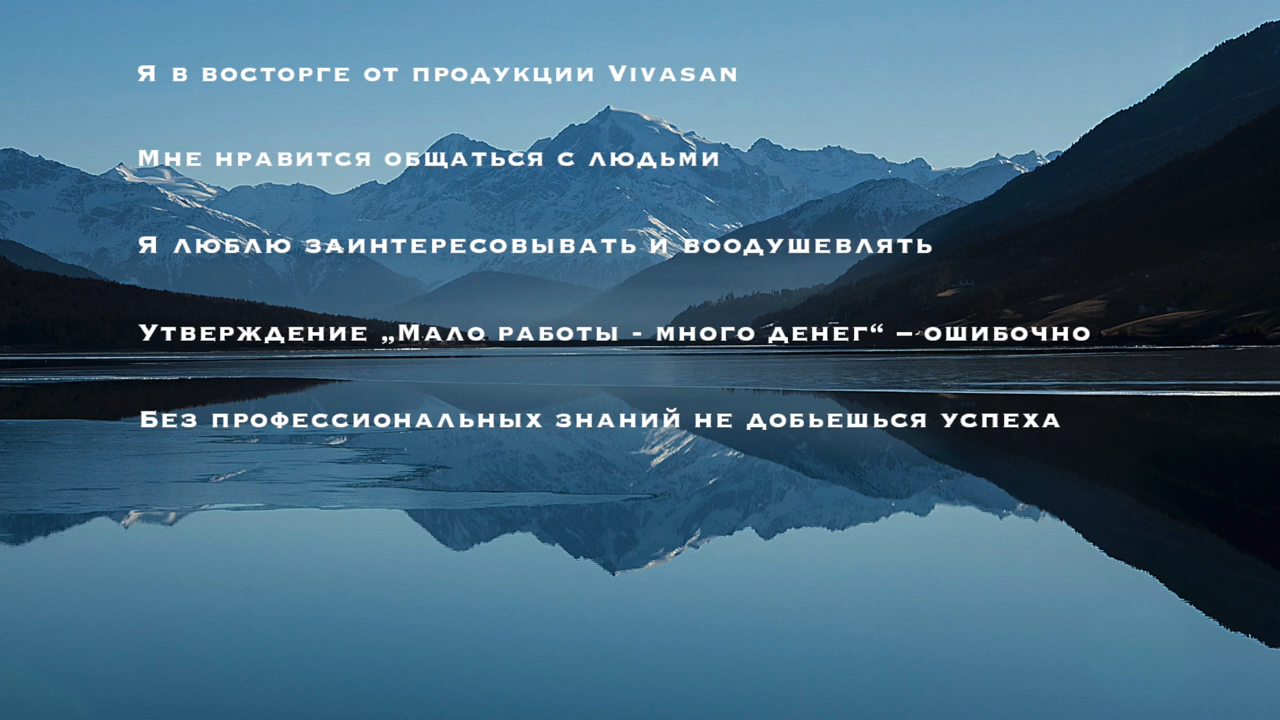 Я в восторге от продукции Vivasan
Мне нравится общаться с людьми
Я люблю заинтересовывать и воодушевлять
Утверждение „Мало работы - много денег“ – ошибочно
Без профессиональных знаний не добьешься успеха